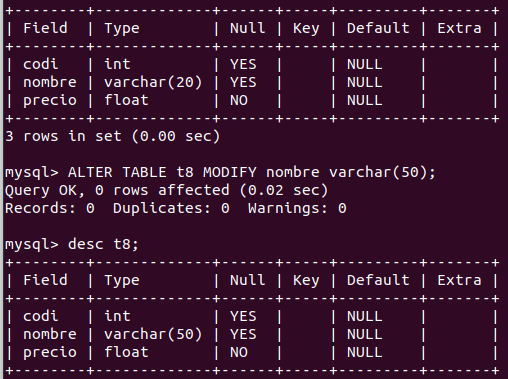 +--------+-------------+------+-----+---------+-------+
| Field  | Type        | Null | Key | Default | Extra |
+--------+-------------+------+-----+---------+-------+
| codi   | int         | YES  |     | NULL    |       |
| nombre | varchar(20) | YES  |     | NULL    |       |
| precio | float       | NO   |     | NULL    |       |
+--------+-------------+------+-----+---------+-------+
3 rows in set (0.00 sec)

mysql> ALTER TABLE t8 MODIFY nombre varchar(50);
Query OK, 0 rows affected (0.02 sec)
Records: 0  Duplicates: 0  Warnings: 0

mysql> desc t8;
+--------+-------------+------+-----+---------+-------+
| Field  | Type        | Null | Key | Default | Extra |
+--------+-------------+------+-----+---------+-------+
| codi   | int         | YES  |     | NULL    |       |
| nombre | varchar(50) | YES  |     | NULL    |       |
| precio | float       | NO   |     | NULL    |       |
+--------+-------------+------+-----+---------+-------+